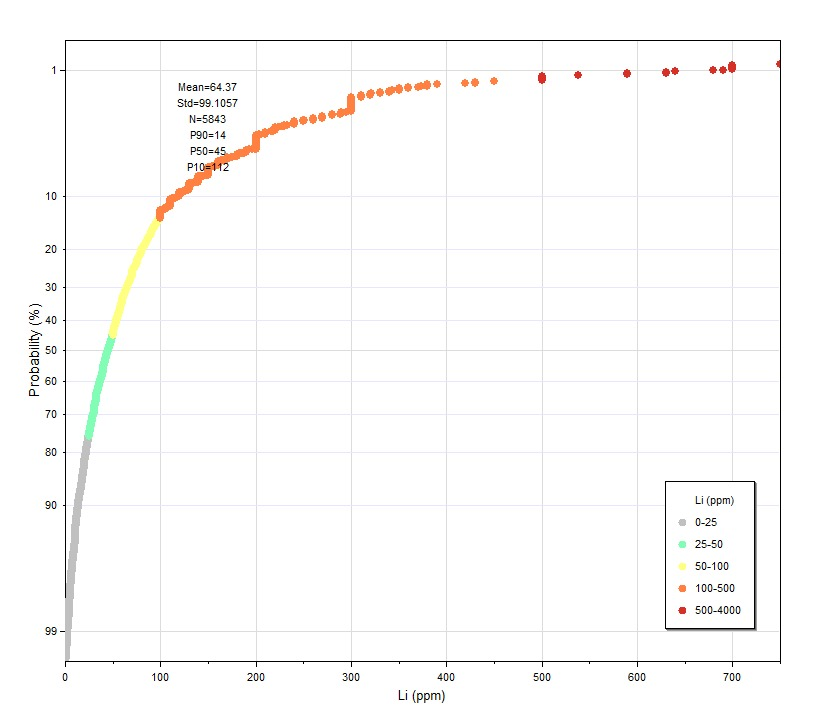 1
Mean=64.37
Std=99.1057
N=5843
P90=14
P50=45
P10=112
10
20
30
40
50
60
70
80
90
99
Probability (%)
Li (ppm)
0-25
25-50
50-100
100-500
500-4000
0 100 200 300 400 500 600 700
Li (ppm)